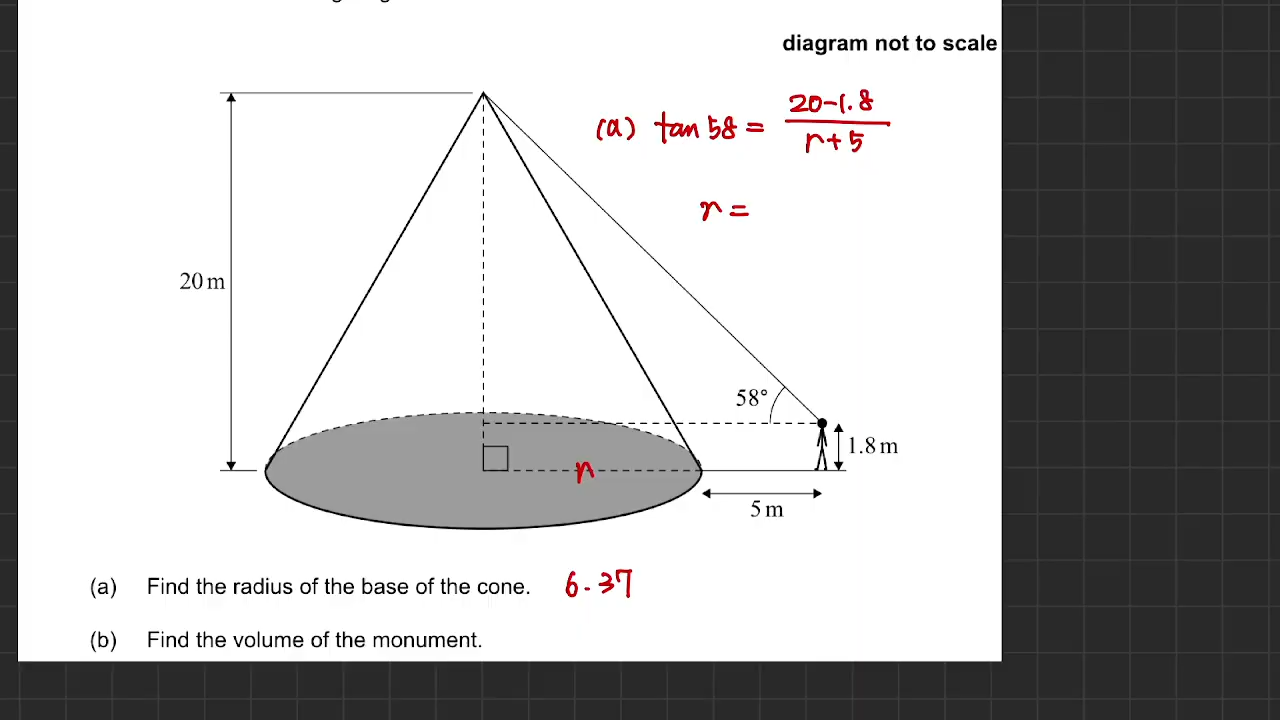 diagram not to scale
(a) tan 58 = 20-1.8 / r+5
r =
20 m
58°
1.8 m
r
5 m
(a) Find the radius of the base of the cone. 6.37
(b) Find the volume of the monument.